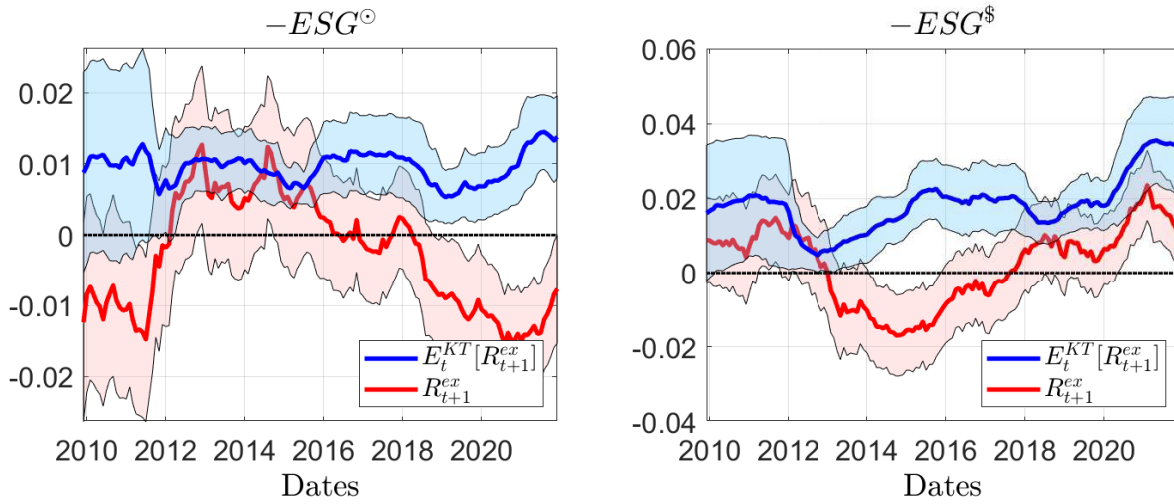 −ESG⊙
0.02
0.01
0
-0.01
-0.02
2010 2012 2014 2016 2018 2020
Dates
E_t^{KT}[R_{t+1}^{ex}]
R_{t+1}^{ex}
−ESG$
0.06
0.04
0.02
0
-0.02
-0.04
2010 2012 2014 2016 2018 2020
Dates
E_t^{KT}[R_{t+1}^{ex}]
R_{t+1}^{ex}